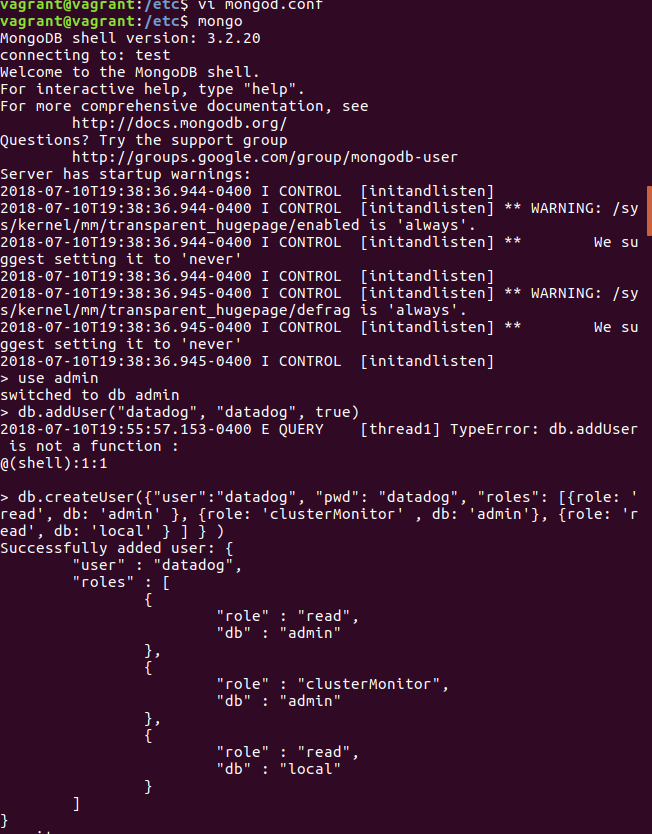 vagrant@vagrant:/etc$ vi mongod.conf
vagrant@vagrant:/etc$ mongo
MongoDB shell version: 3.2.20
connecting to: test
Welcome to the MongoDB shell.
For interactive help, type "help".
For more comprehensive documentation, see
        http://docs.mongodb.org/
Questions? Try the support group
        http://groups.google.com/group/mongodb-user
Server has startup warnings:
2018-07-10T19:38:36.944-0400 I CONTROL  [initandlisten]
2018-07-10T19:38:36.944-0400 I CONTROL  [initandlisten] ** WARNING: /sy
s/kernel/mm/transparent_hugepage/enabled is 'always'.
2018-07-10T19:38:36.944-0400 I CONTROL  [initandlisten] **        We su
ggest setting it to 'never'
2018-07-10T19:38:36.944-0400 I CONTROL  [initandlisten]
2018-07-10T19:38:36.945-0400 I CONTROL  [initandlisten] ** WARNING: /sy
s/kernel/mm/transparent_hugepage/defrag is 'always'.
2018-07-10T19:38:36.945-0400 I CONTROL  [initandlisten] **        We su
ggest setting it to 'never'
2018-07-10T19:38:36.945-0400 I CONTROL  [initandlisten]
> use admin
switched to db admin
> db.addUser("datadog", "datadog", true)
2018-07-10T19:55:57.153-0400 E QUERY    [thread1] TypeError: db.addUser
 is not a function :
@(shell):1:1

> db.createUser({"user":"datadog", "pwd": "datadog", "roles": [{role: '
read', db: 'admin' }, {role: 'clusterMonitor' , db: 'admin'}, {role: 'r
ead', db: 'local' } ] } )
Successfully added user: {
        "user" : "datadog",
        "roles" : [
                {
                        "role" : "read",
                        "db" : "admin"
                },
                {
                        "role" : "clusterMonitor",
                        "db" : "admin"
                },
                {
                        "role" : "read",
                        "db" : "local"
                }
        ]
}